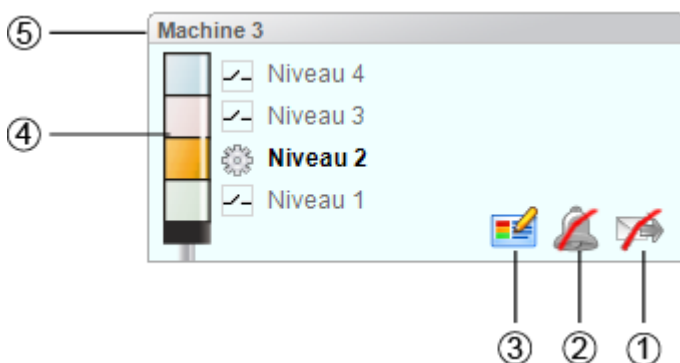 ⑤ Machine 3
Niveau 4
Niveau 3
④
Niveau 2
Niveau 1
③ ② ①